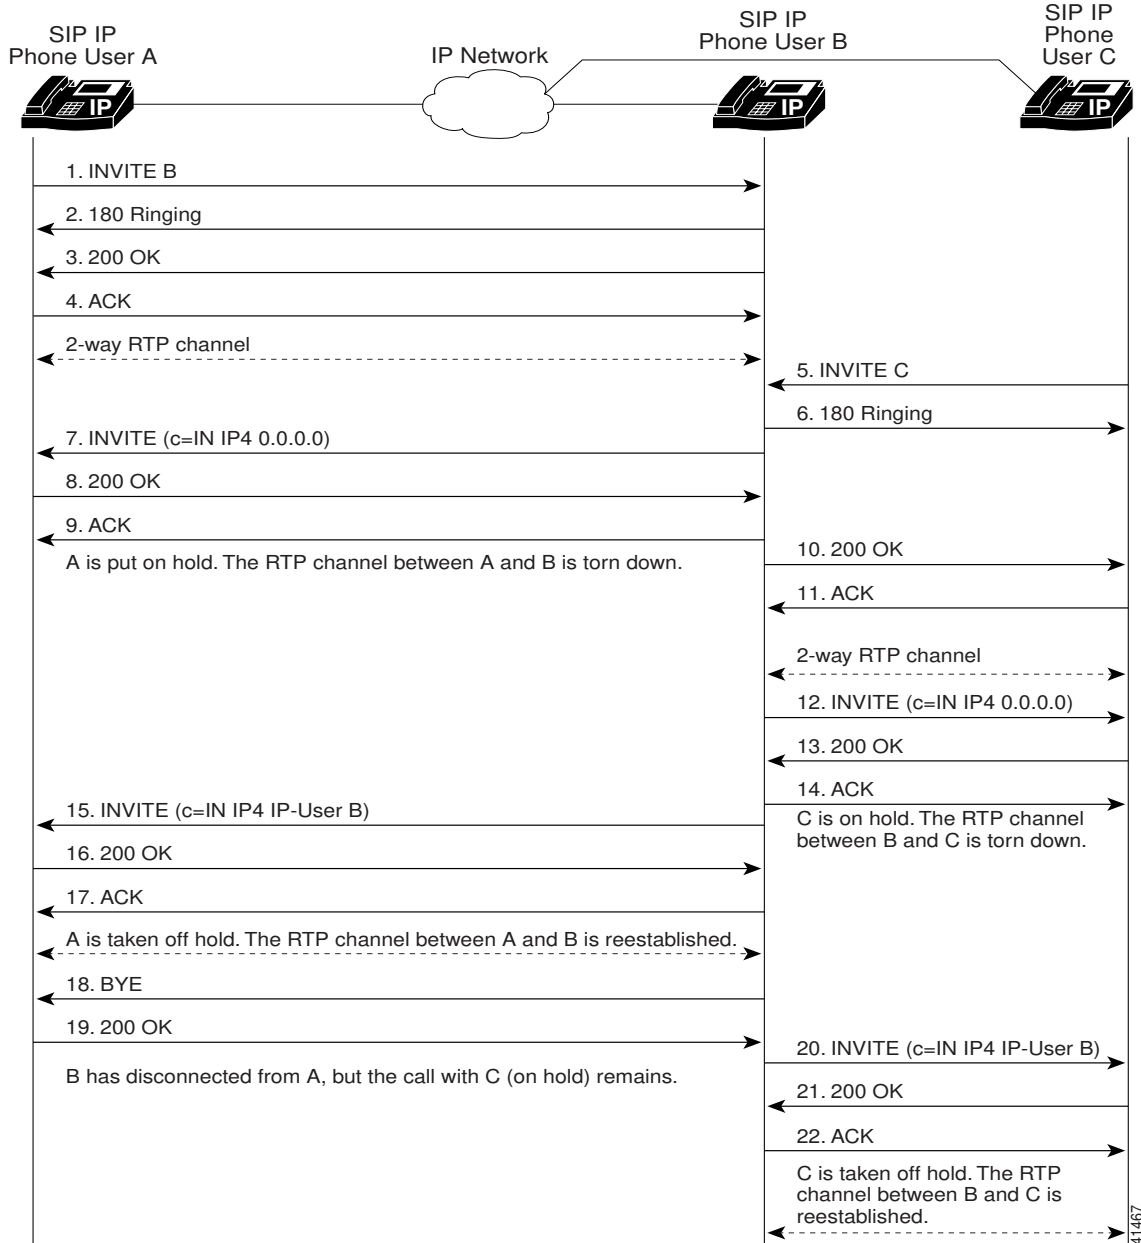 SIP IP
Phone User A
IP Network
SIP IP
Phone User B
SIP IP
Phone
User C
IP
IP
IP
1. INVITE B
2. 180 Ringing
3. 200 OK
4. ACK
2-way RTP channel
5. INVITE C
6. 180 Ringing
7. INVITE (c=IN IP4 0.0.0.0)
8. 200 OK
9. ACK
A is put on hold. The RTP channel between A and B is torn down.
10. 200 OK
11. ACK
2-way RTP channel
12. INVITE (c=IN IP4 0.0.0.0)
13. 200 OK
14. ACK
C is on hold. The RTP channel
between B and C is torn down.
15. INVITE (c=IN IP4 IP-User B)
16. 200 OK
17. ACK
A is taken off hold. The RTP channel between A and B is reestablished.
18. BYE
19. 200 OK
B has disconnected from A, but the call with C (on hold) remains.
20. INVITE (c=IN IP4 IP-User B)
21. 200 OK
22. ACK
C is taken off hold. The RTP
channel between B and C is
reestablished.
41467